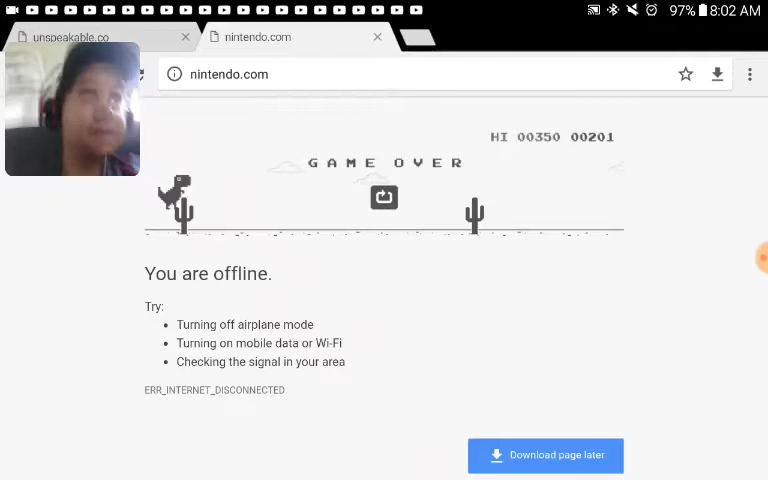 97% 8:02 AM
unspeakable.co
nintendo.com
nintendo.com
HI 00350 00201
GAME OVER
You are offline.
Try:
Turning off airplane mode
Turning on mobile data or Wi-Fi
Checking the signal in your area
ERR_INTERNET_DISCONNECTED
Download page later